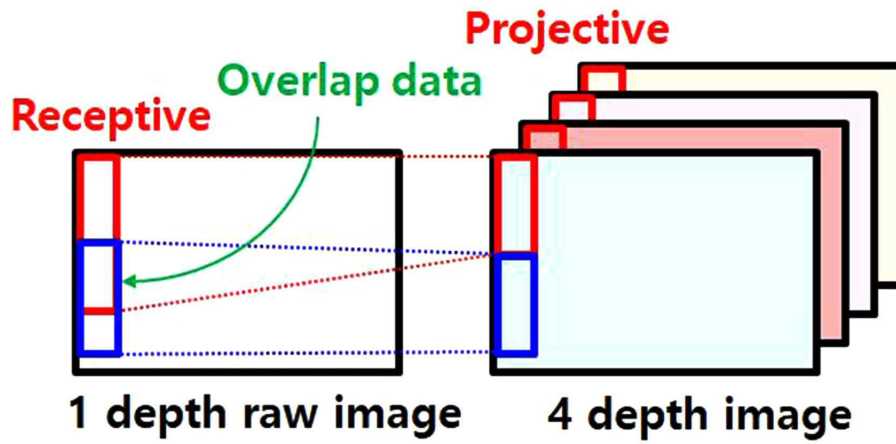 Projective
Overlap data
Receptive
1 depth raw image
4 depth image